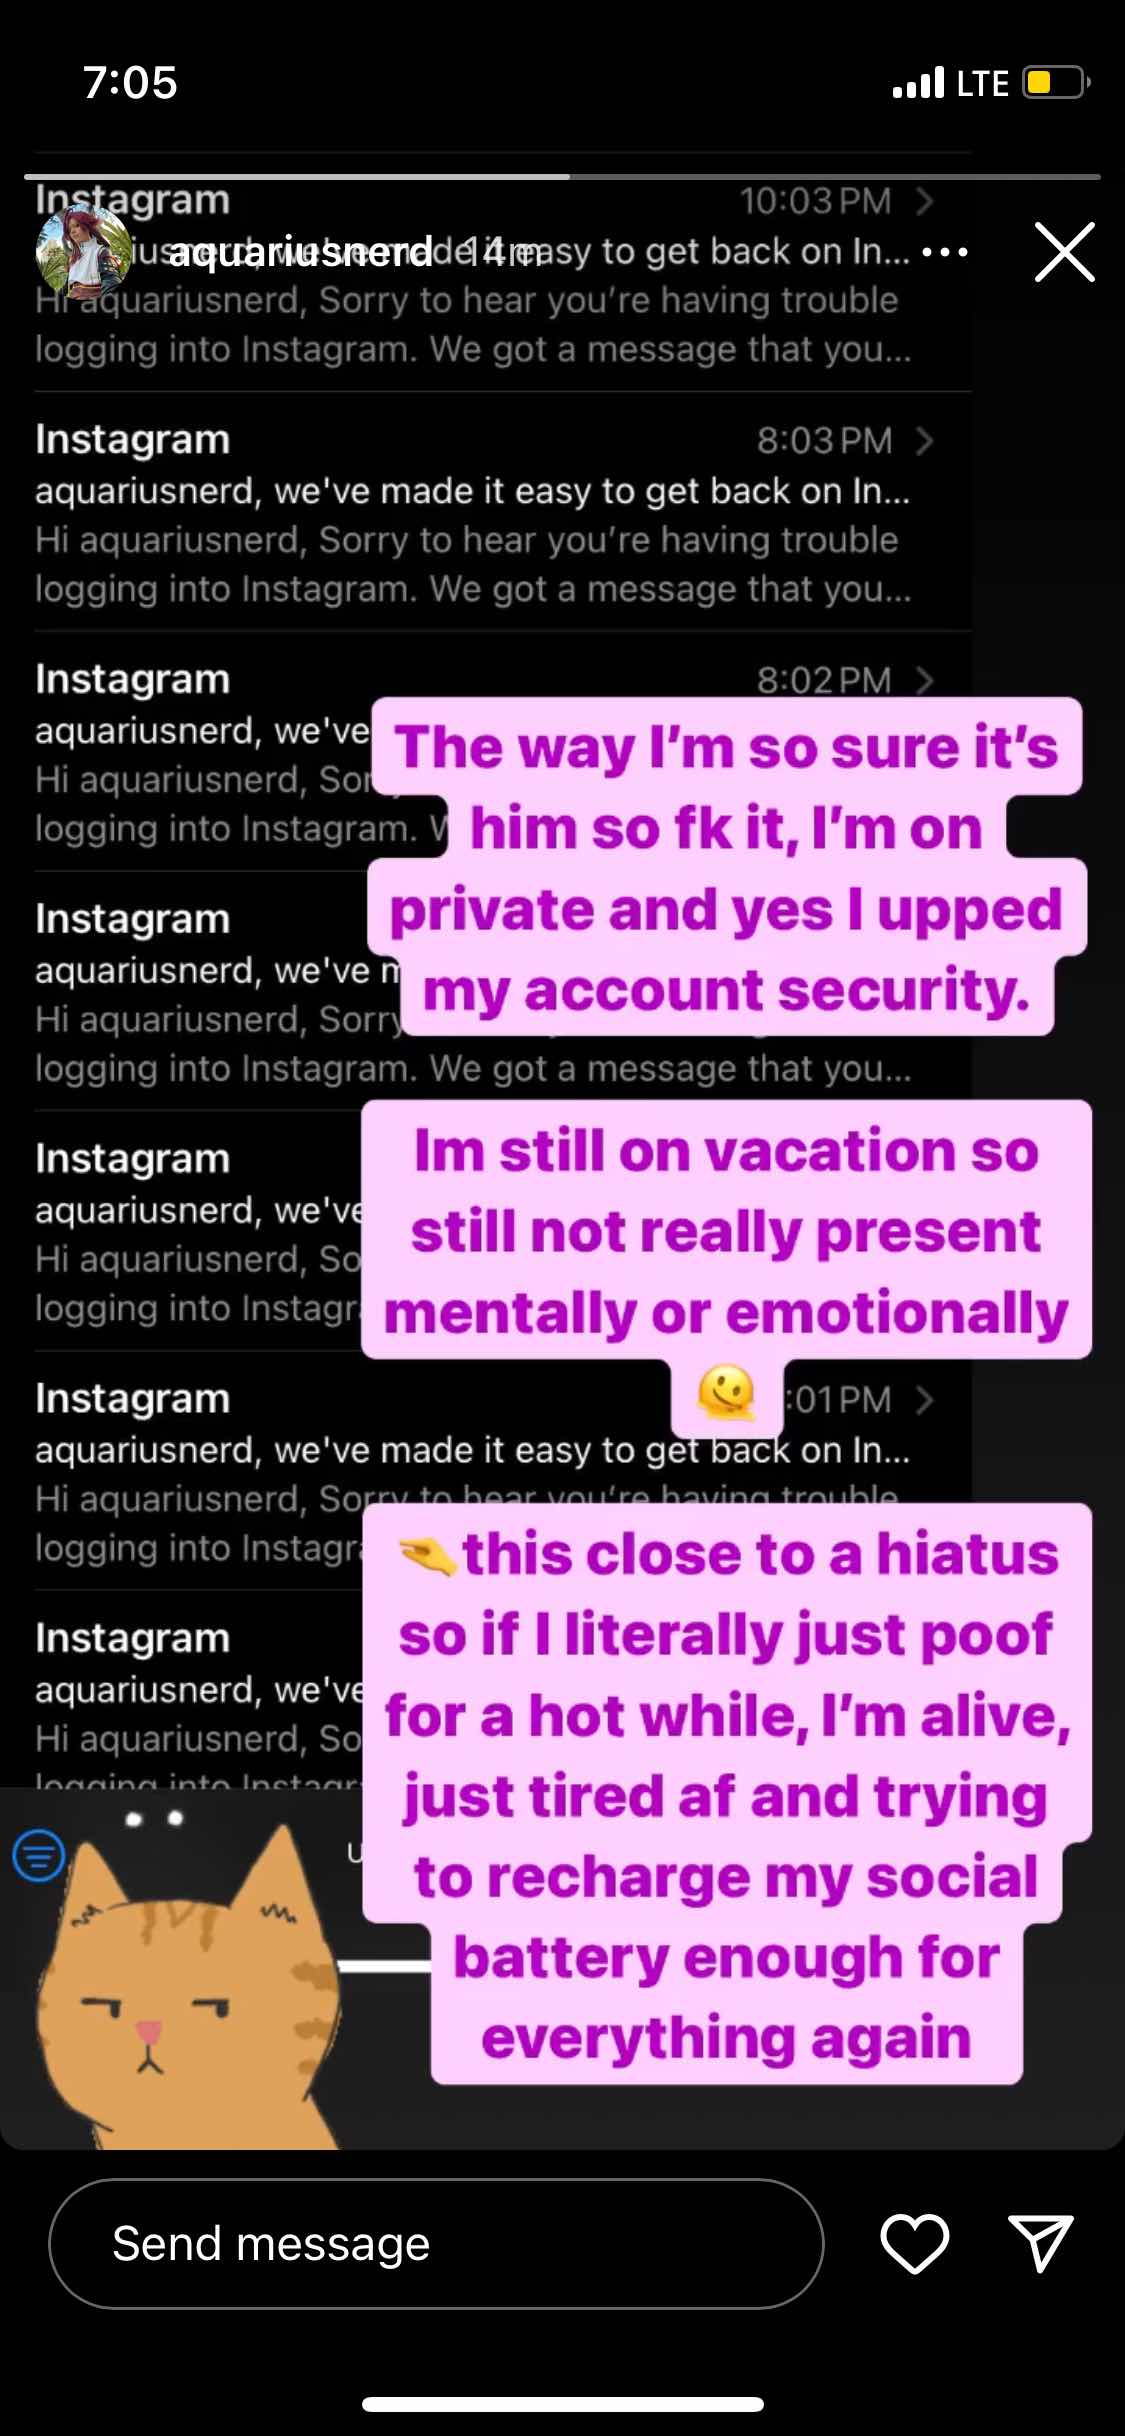 7:05
LTE
Instagram
10:03 PM
aquariusnerd 14m
easy to get back on In...
Hi aquariusnerd, Sorry to hear you’re having trouble
logging into Instagram. We got a message that you...
Instagram
8:03 PM
aquariusnerd, we've made it easy to get back on In...
Hi aquariusnerd, Sorry to hear you’re having trouble
logging into Instagram. We got a message that you...
Instagram
8:02 PM
aquariusnerd, we've
Hi aquariusnerd,
logging into Instagram.
The way I’m so sure it’s
him so fk it, I’m on
private and yes I upped
my account security.
Instagram
aquariusnerd, we've
Hi aquariusnerd, Sorry
logging into Instagram. We got a message that you...
Im still on vacation so
still not really present
mentally or emotionally
🫠
Instagram
aquariusnerd, we've
Hi aquariusnerd,
logging into
Instagram
:01 PM
aquariusnerd, we've made it easy to get back on In...
Hi aquariusnerd, Sorry to hear you’re having trouble
logging into
🤏this close to a hiatus
so if I literally just poof
for a hot while, I’m alive,
just tired af and trying
to recharge my social
battery enough for
everything again
Instagram
aquariusnerd, we've
Hi aquariusnerd,
logging into
Send message